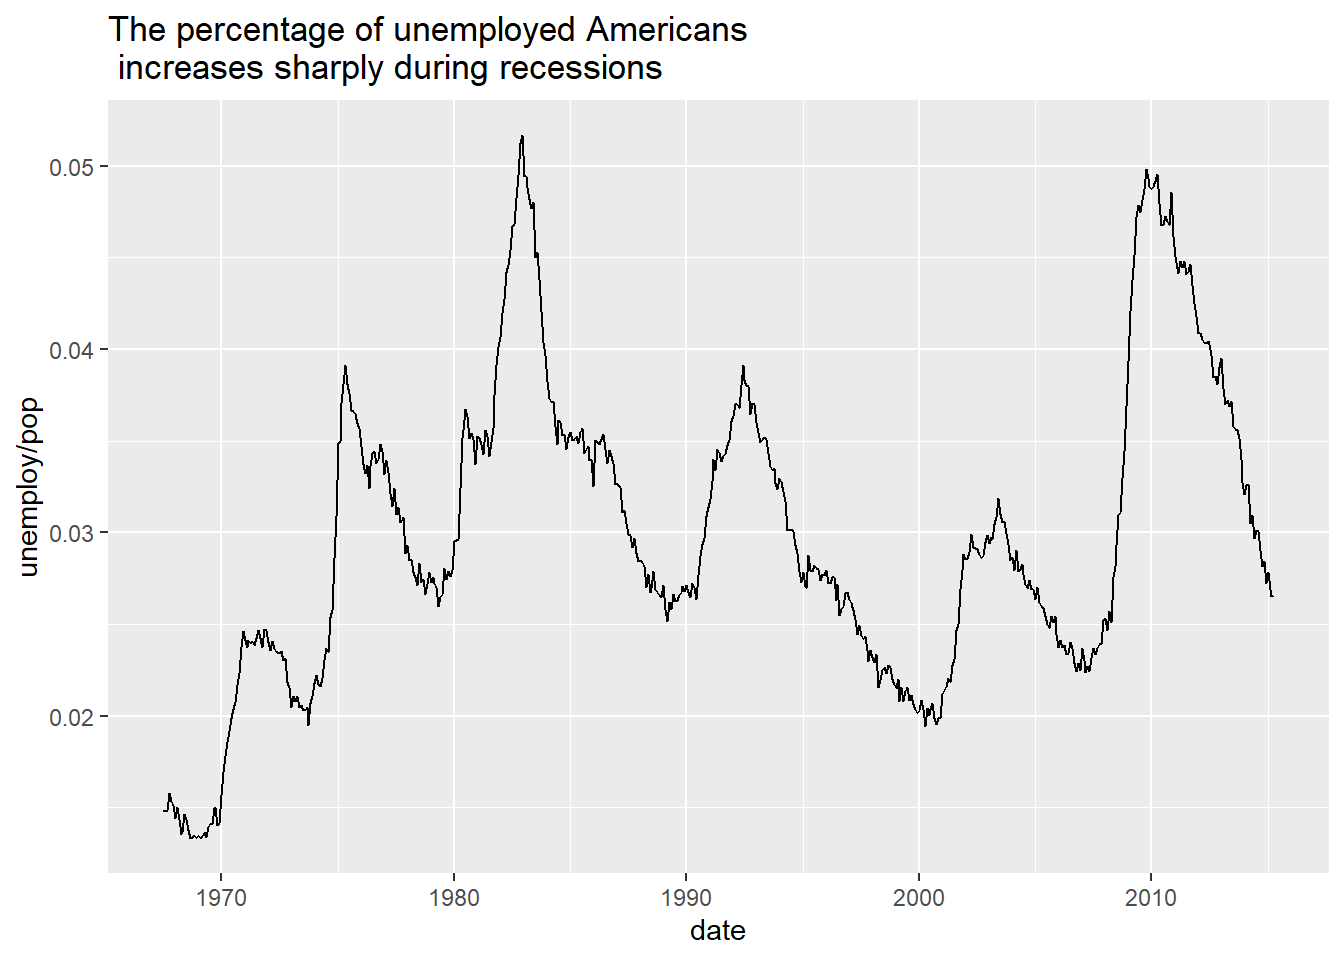 The percentage of unemployed Americans
increases sharply during recessions
0.05
0.04
0.03
0.02
unemploy/pop
1970 1980 1990 2000 2010
date